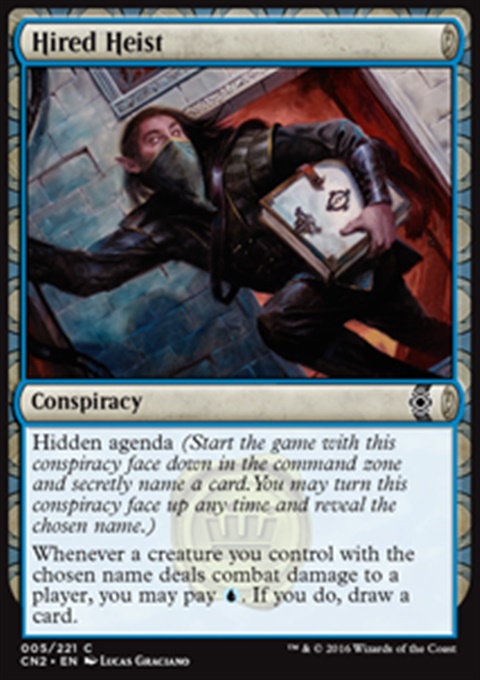 Hired Heist
Conspiracy
Hidden agenda (Start the game with this
conspiracy face down in the command zone
and secretly name a card. You may turn this
conspiracy face up any time and reveal the
chosen name.)
Whenever a creature you control with the
chosen name deals combat damage to a
player, you may pay. If you do, draw a
card.
005/221 C
CN2 • EN Lucas Graciano
™ & © 2016 Wizards of the Coast